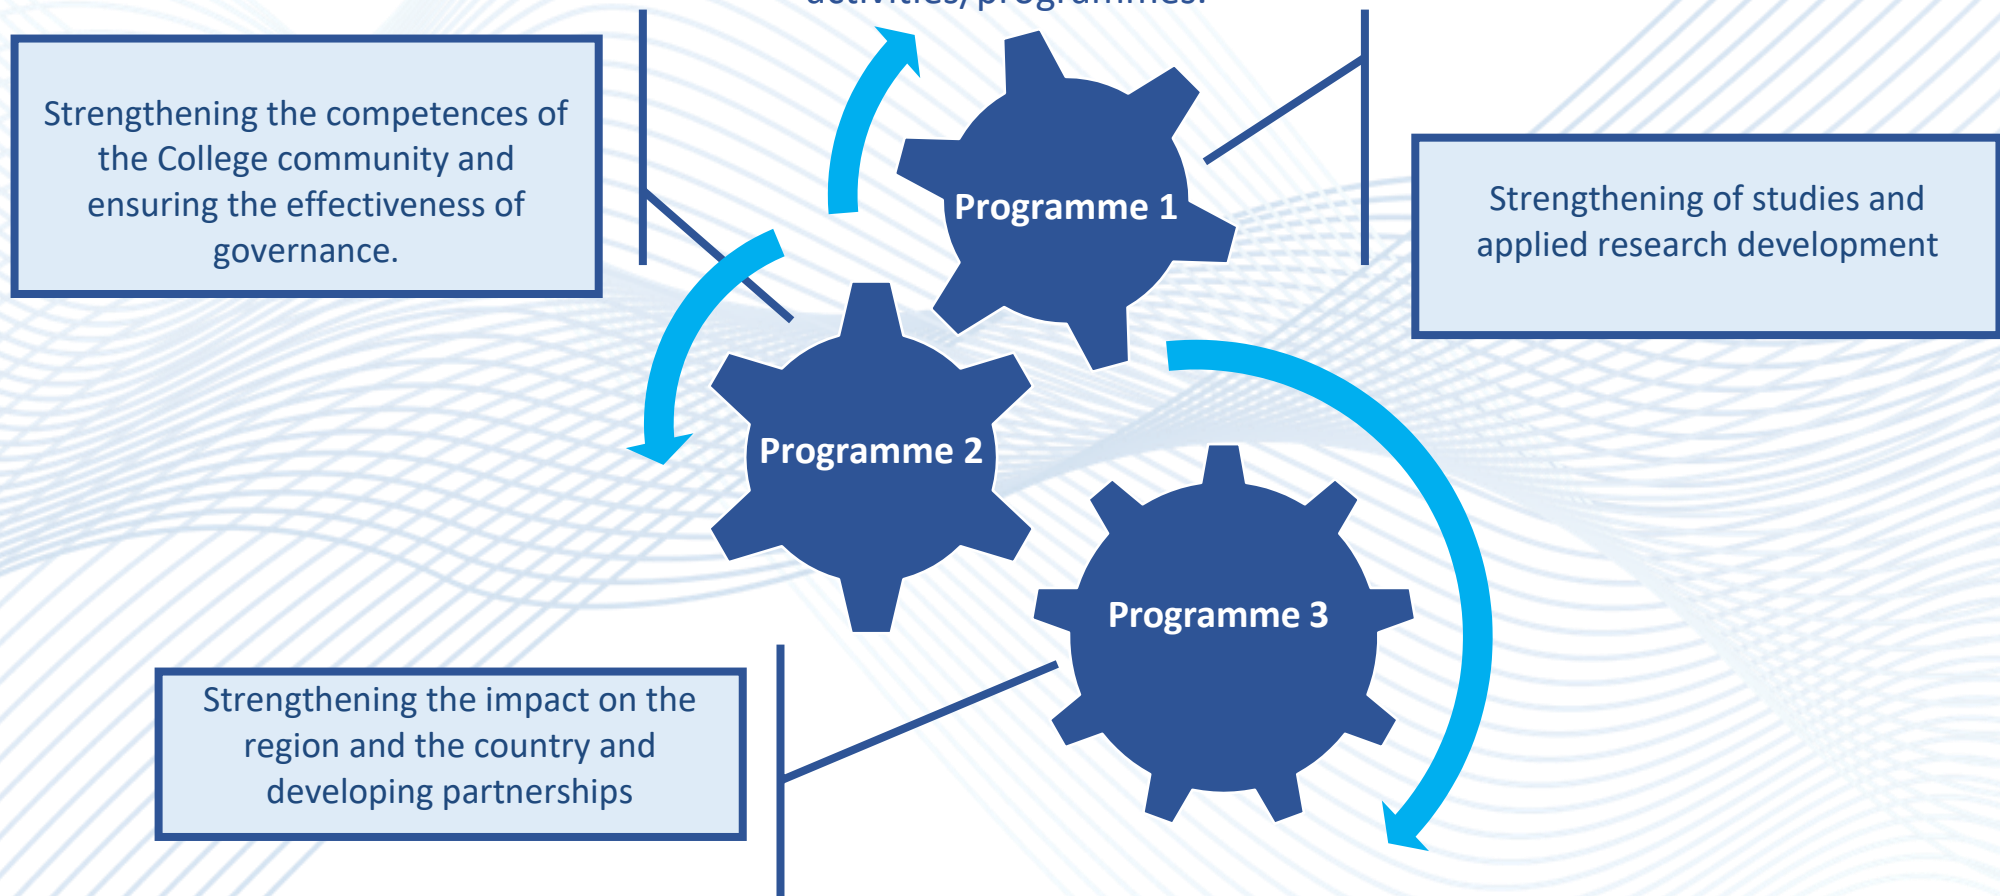 activities/programmes.
Strengthening the competences of
the College community and
ensuring the effectiveness of
governance.
Programme 1
Strengthening of studies and
applied research development
Programme 2
Programme 3
Strengthening the impact on the
region and the country and
developing partnerships